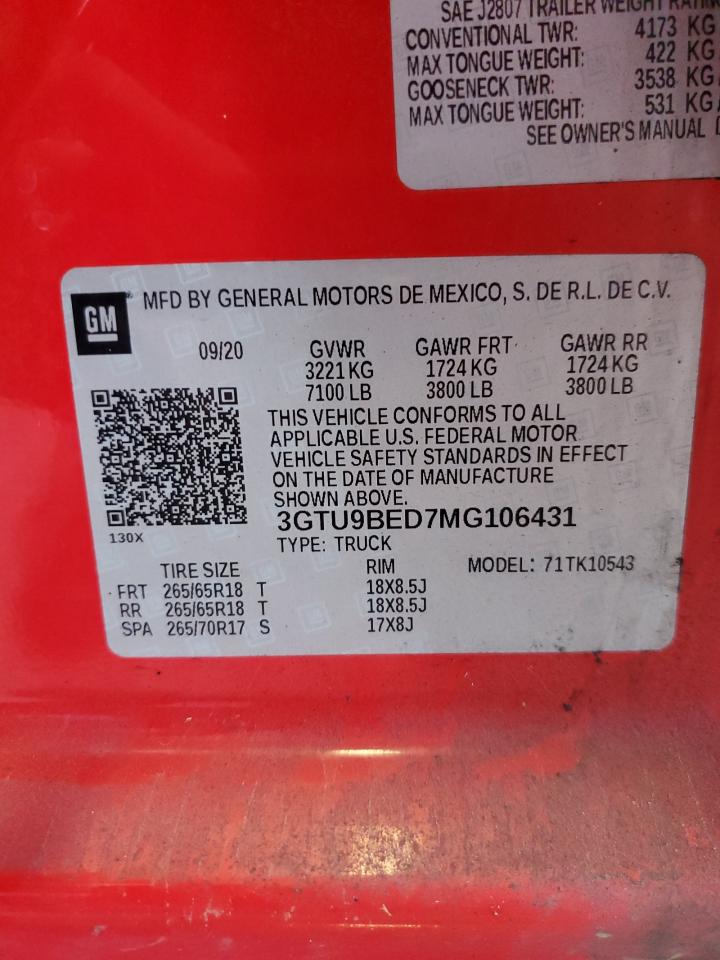 SAE J2807 TRAILER WEIGHT
CONVENTIONAL TWR: 4173 KG
MAX TONGUE WEIGHT: 422 KG
GOOSENECK TWR: 3538 KG
MAX TONGUE WEIGHT: 531 KG
SEE OWNER'S MANUAL
GM MFD BY GENERAL MOTORS DE MEXICO, S. DE R.L. DE C.V.
09/20 GVWR GAWR FRT GAWR RR
3221 KG 1724 KG 1724 KG
7100 LB 3800 LB 3800 LB
THIS VEHICLE CONFORMS TO ALL
APPLICABLE U.S. FEDERAL MOTOR
VEHICLE SAFETY STANDARDS IN EFFECT
ON THE DATE OF MANUFACTURE
SHOWN ABOVE.
3GTU9BED7MG106431
130X
TYPE: TRUCK MODEL: 71TK10543
TIRE SIZE RIM
FRT 265/65R18 T 18X8.5J
RR 265/65R18 T 18X8.5J
SPA 265/70R17 S 17X8J